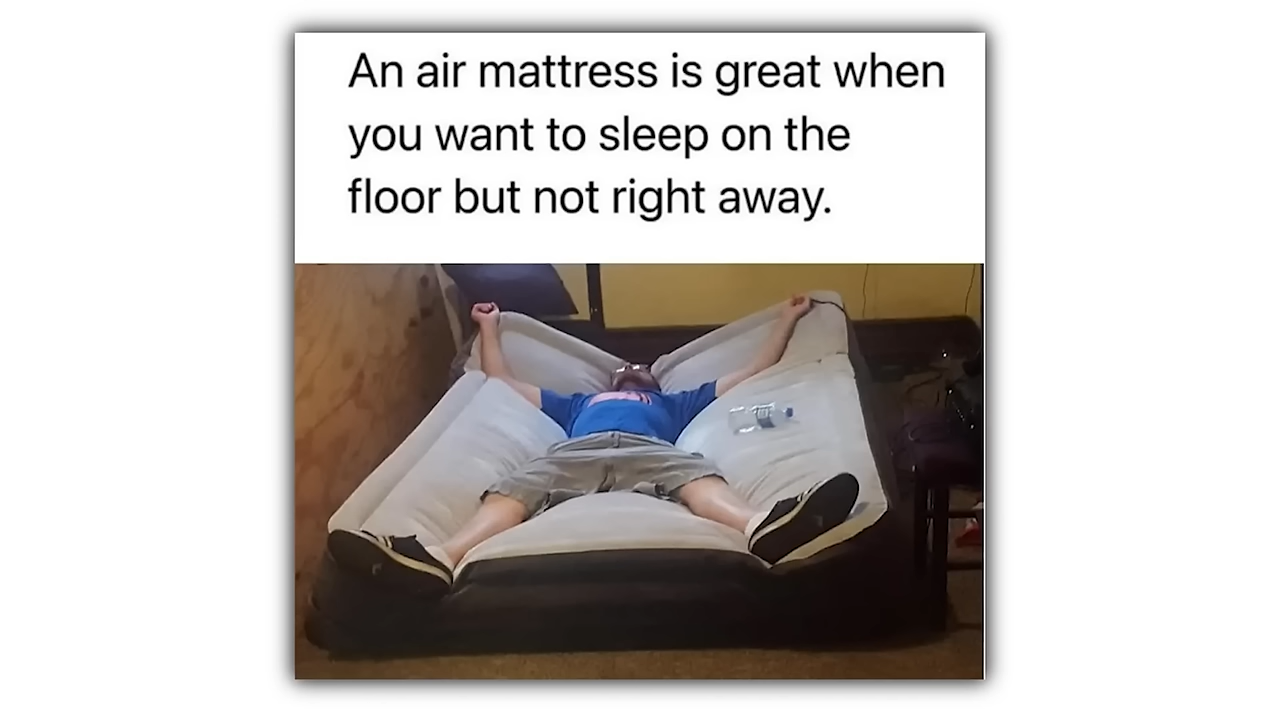 An air mattress is great when
you want to sleep on the
floor but not right away.